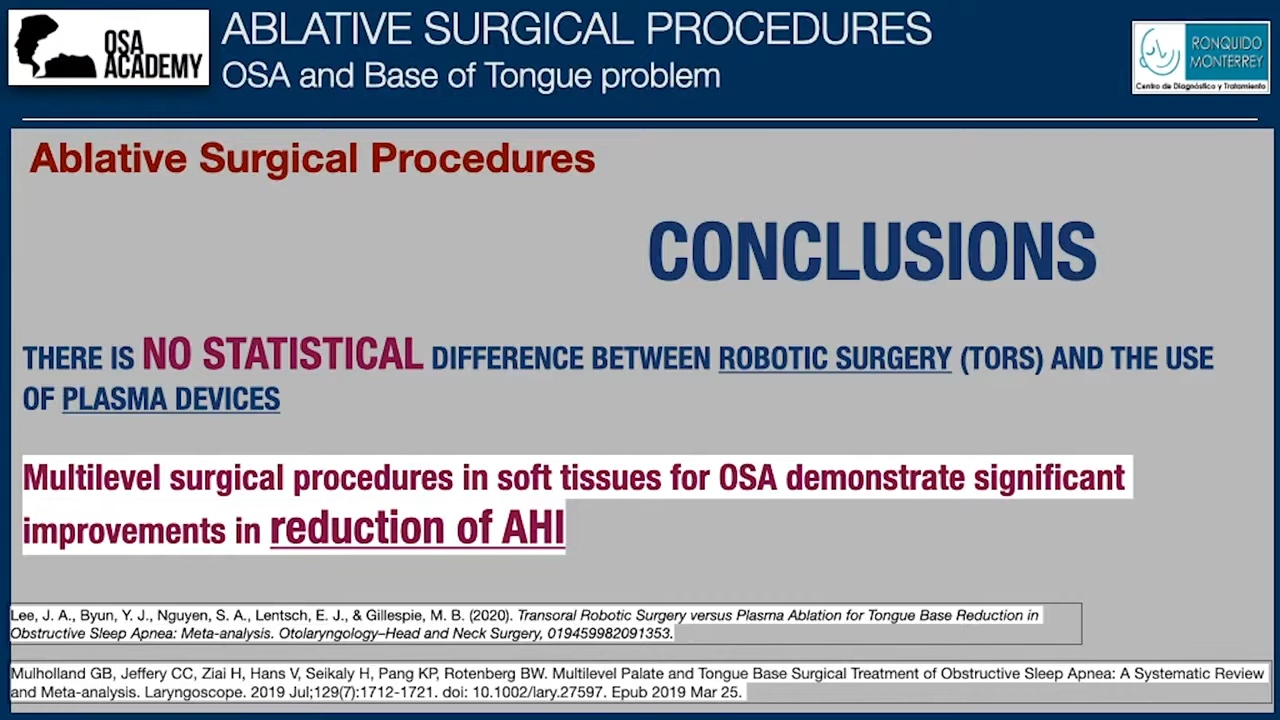 OSA
ACADEMY
ABLATIVE SURGICAL PROCEDURES
OSA and Base of Tongue problem
RONQUIDO
MONTERREY
Centro de Diagnóstico y Tratamiento
Ablative Surgical Procedures
CONCLUSIONS
THERE IS NO STATISTICAL DIFFERENCE BETWEEN ROBOTIC SURGERY (TORS) AND THE USE
OF PLASMA DEVICES
Multilevel surgical procedures in soft tissues for OSA demonstrate significant
improvements in reduction of AHI
Lee, J. A., Byun, Y. J., Nguyen, S. A., Lentsch, E. J., & Gillespie, M. B. (2020). Transoral Robotic Surgery versus Plasma Ablation for Tongue Base Reduction in
Obstructive Sleep Apnea: Meta-analysis. Otolaryngology–Head and Neck Surgery, 019459982091353.
Mulholland GB, Jeffery CC, Ziai H, Hans V, Seikaly H, Pang KP, Rotenberg BW. Multilevel Palate and Tongue Base Surgical Treatment of Obstructive Sleep Apnea: A Systematic Review
and Meta-analysis. Laryngoscope. 2019 Jul;129(7):1712-1721. doi: 10.1002/lary.27597. Epub 2019 Mar 25.